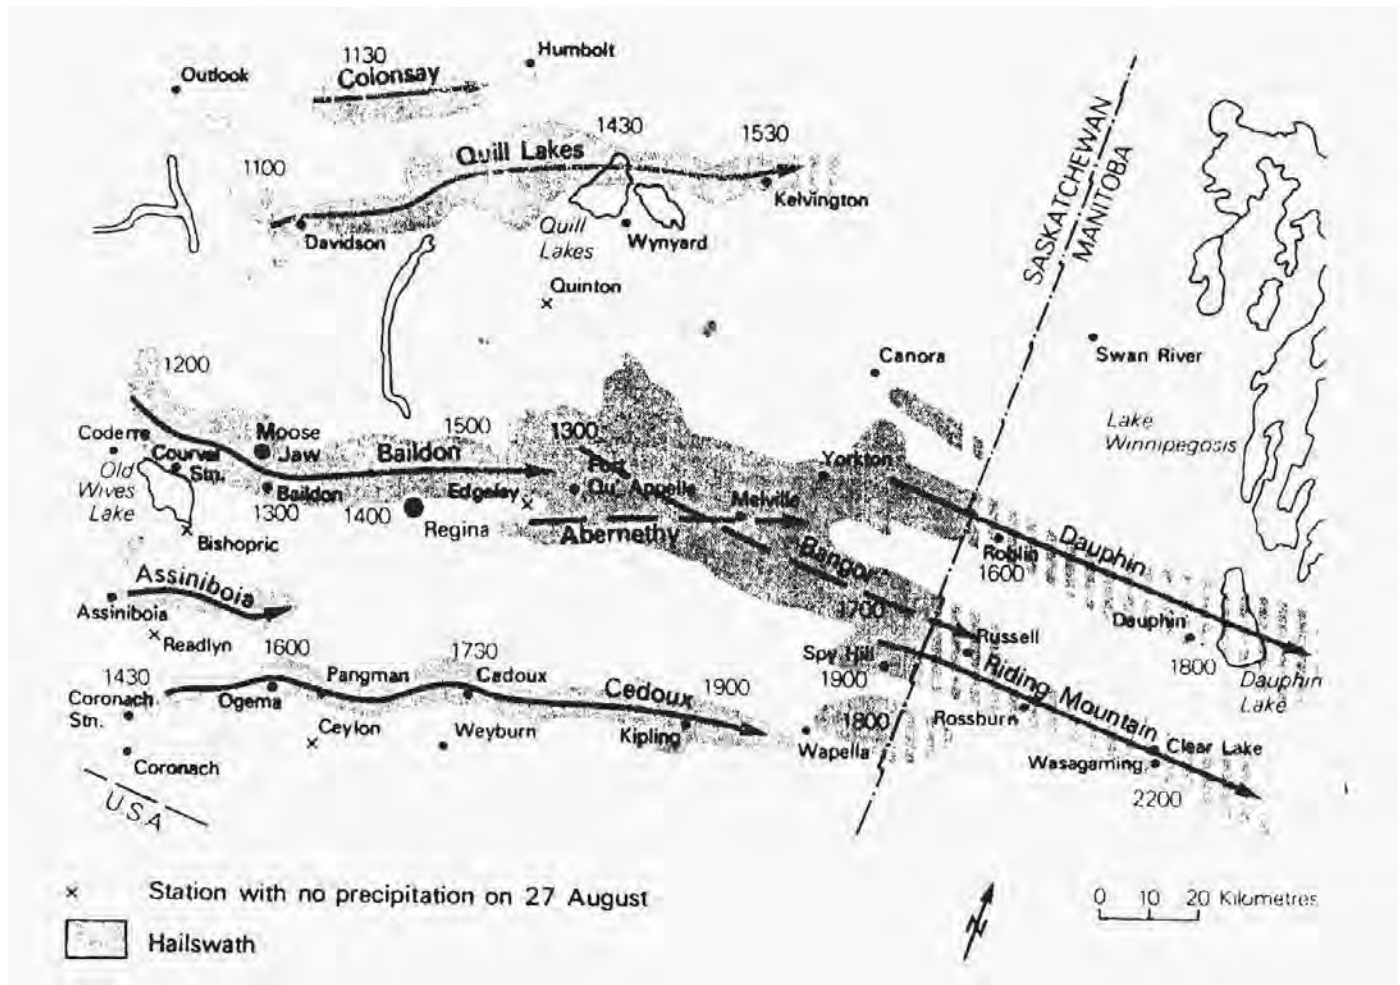 1130
Colonsay
Humbolt
Outlook
1430
1530
Quill Lakes
1100
Kelvington
Davidson
Quill
Lakes
Wynyard
Quinton
SASKATCHEWAN
MANITOBA
1200
Canora
Swan River
Lake
Winnipegosis
1500
1300
Moose
Jaw
Baildon
Courval
Stn.
Old
Wives
Lake
Baildon
1300
1400
Edgeley
Fort
Qu'Appelle
Melville
Yorkton
Regina
Abernethy
Bangor
Bishopric
Roblin
1600
Dauphin
Assiniboia
Assiniboia
Readlyn
1700
Russell
Dauphin
1800
Dauphin
Lake
1600
1730
Spy Hill
1900
Riding Mountain
1430
Coronach
Stn.
Ogema
Pangman
Cedoux
Cedoux
1900
Ceylon
Weyburn
Kipling
1800
Wapella
Rossburn
Clear Lake
Wasagaming
2200
Coronach
U.S.A
× Station with no precipitation on 27 August
Hailswath
N
0 10 20 Kilometres